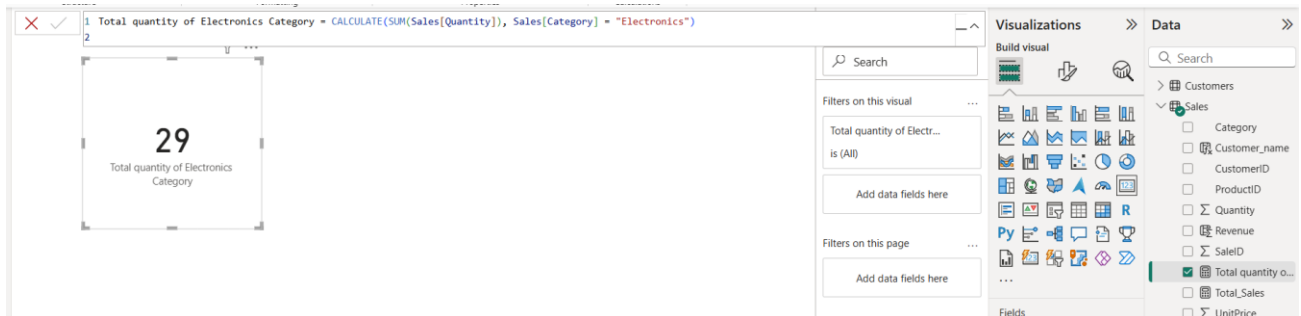 1 Total quantity of Electronics Category = CALCULATE(SUM(Sales[Quantity]), Sales[Category] = "Electronics")
2
29
Total quantity of Electronics
Category
Search
Filters on this visual
Total quantity of Electr...
is (All)
Add data fields here
Filters on this page
Add data fields here
Visualizations
Build visual
123
R
Py
Fields
Data
Search
Customers
Sales
Category
Customer_name
CustomerID
ProductID
Quantity
Revenue
SaleID
Total quantity o...
Total_Sales
UnitPrice